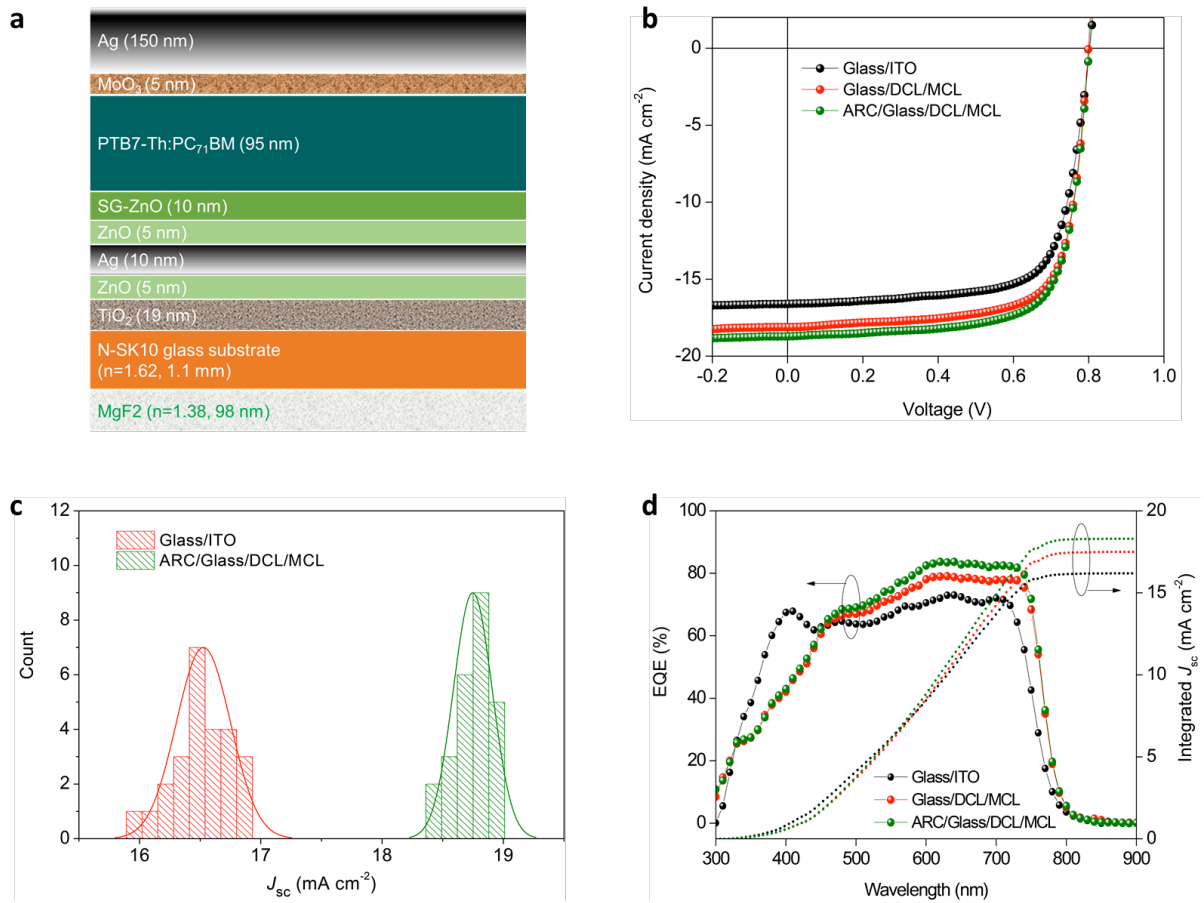 a
Ag (150 nm)
MoO3 (5 nm)
PTB7-Th:PC71BM (95 nm)
SG-ZnO (10 nm)
ZnO (5 nm)
Ag (10 nm)
ZnO (5 nm)
TiO2 (19 nm)
N-SK10 glass substrate
(n=1.62, 1.1 mm)
MgF2 (n=1.38, 98 nm)
b
0
-5
-10
-15
-20
Current density (mA cm-2)
Glass/ITO
Glass/DCL/MCL
ARC/Glass/DCL/MCL
-0.2 0.0 0.2 0.4 0.6 0.8 1.0
Voltage (V)
c
12
10
8
6
4
2
0
Count
Glass/ITO
ARC/Glass/DCL/MCL
16 17 18 19
Jsc (mA cm-2)
d
100
80
60
40
20
0
EQE (%)
20
15
10
5
0
Integrated Jsc (mA cm-2)
Glass/ITO
Glass/DCL/MCL
ARC/Glass/DCL/MCL
300 400 500 600 700 800 900
Wavelength (nm)